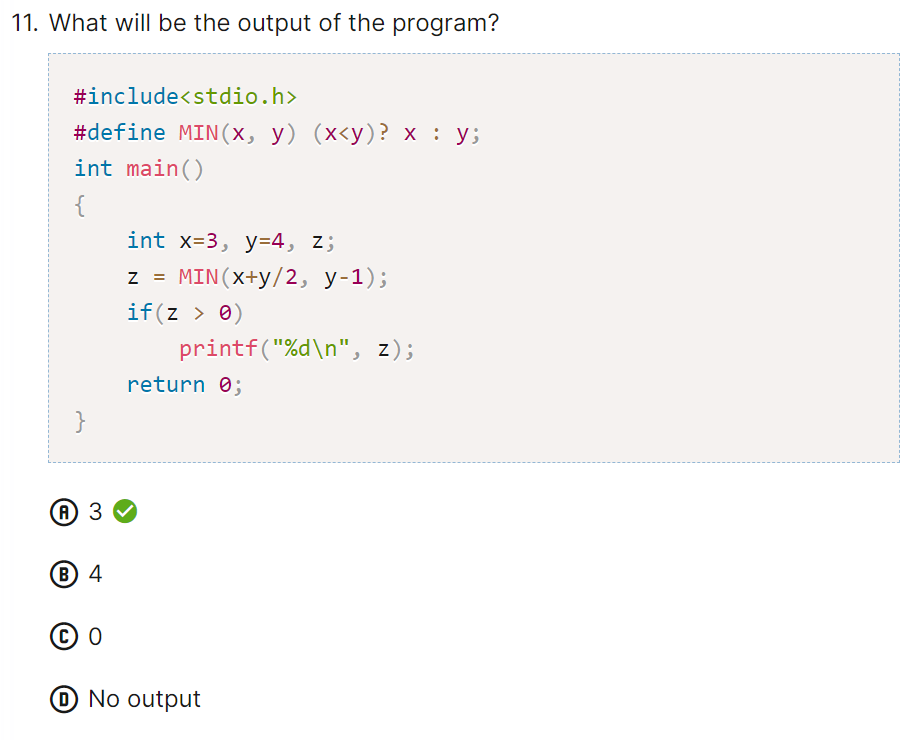 11. What will be the output of the program?
#include<stdio.h>
#define MIN(x, y) (x<y)? x : y;
int main()
{
    int x=3, y=4, z;
    z = MIN(x+y/2, y-1);
    if(z > 0)
        printf("%d\n", z);
    return 0;
}
A 3
B 4
C 0
D No output